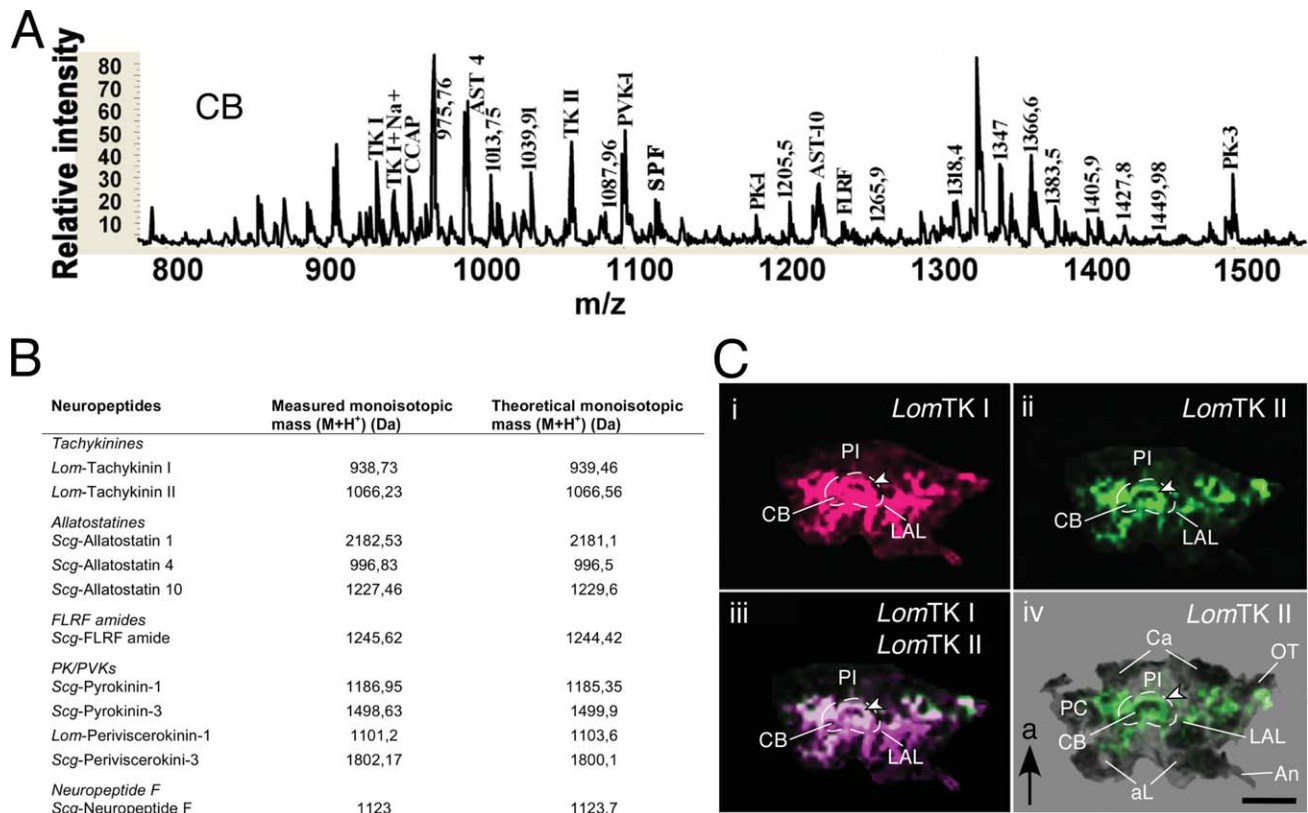 A
Relative intensity
80
70
60
50
40
30
20
10
CB
TK I
TK I+Na+
CCAP
975,76
AST 4
1013,75
1039,91
TK II
1087,96
PVK-1
SPF
PK-1
1205,5
AST-10
FLRF
1265,9
1318,4
1347
1366,6
1383,5
1405,9
1427,8
1449,98
PK-3
800 900 1000 1100 1200 1300 1400 1500
m/z
B
Neuropeptides Measured monoisotopic mass (M+H+) (Da) Theoretical monoisotopic mass (M+H+) (Da)
Tachykinines
Lom-Tachykinin I 938,73 939,46
Lom-Tachykinin II 1066,23 1066,56
Allatostatines
Scg-Allatostatin 1 2182,53 2181,1
Scg-Allatostatin 4 996,83 996,5
Scg-Allatostatin 10 1227,46 1229,6
FLRF amides
Scg-FLRF amide 1245,62 1244,42
PK/PVKs
Scg-Pyrokinin-1 1186,95 1185,35
Scg-Pyrokinin-3 1498,63 1499,9
Lom-Periviscerokinin-1 1101,2 1103,6
Scg-Periviscerokini-3 1802,17 1800,1
Neuropeptide F
Scg-Neuropeptide F 1123 1123,7
C
i LomTK I
PI
CB
LAL
ii LomTK II
PI
CB
LAL
iii LomTK I
LomTK II
PI
CB
LAL
iv LomTK II
Ca
OT
PI
PC
CB
LAL
a
aL
An